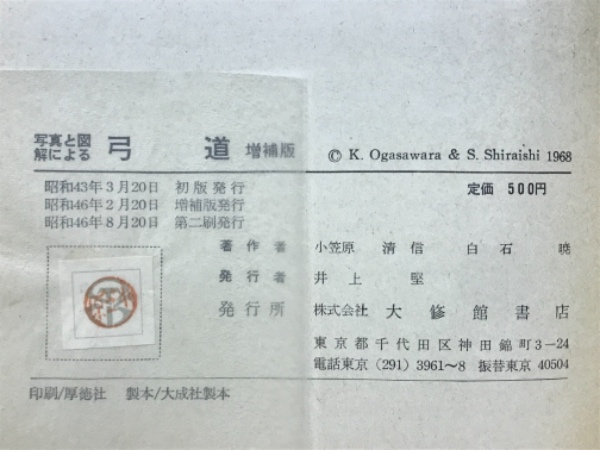 写真と図解による 弓 道 増補版
© K. Ogasawara & S. Shiraishi 1968
昭和43年3月20日 初版発行
定価 500円
昭和46年2月20日 増補版発行
昭和46年8月20日 第二刷発行
著作者 小笠原 清信 白石 暁
発行者 井上 堅
発行所 株式会社 大修館書店
東京都千代田区神田錦町3−24
電話東京 (291) 3961〜8 振替東京 40504
印刷/厚徳社 製本/大成社製本